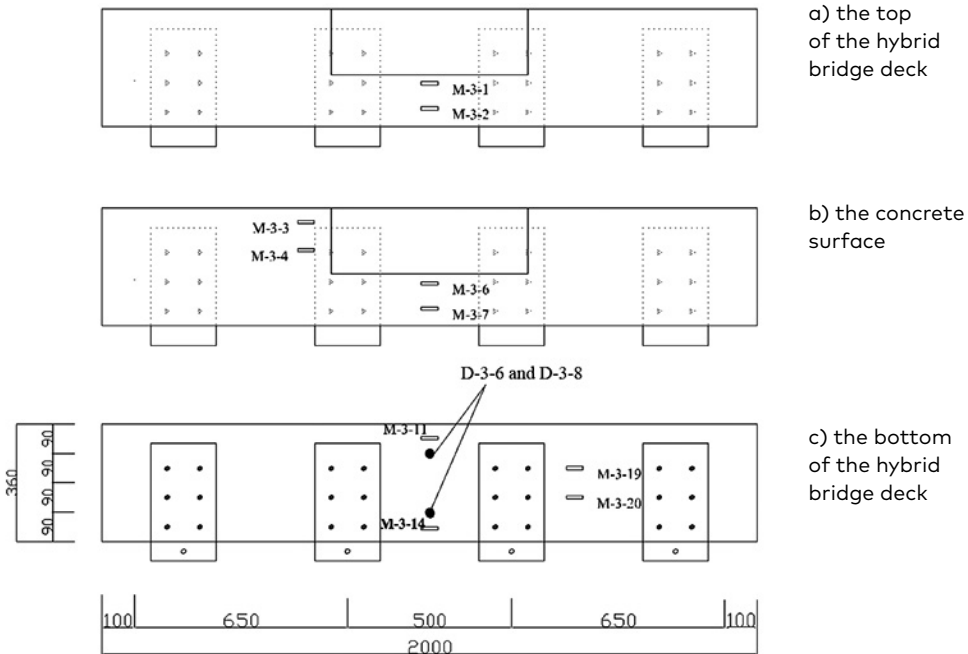 a) the top
of the hybrid
bridge deck
M-3-1
M-3-2
b) the concrete
surface
M-3-3
M-3-4
M-3-6
M-3-7
D-3-6 and D-3-8
c) the bottom
of the hybrid
bridge deck
M-3-11
M-3-19
M-3-20
M-3-14
360
90
90
90
90
100 650 500 650 100
2000